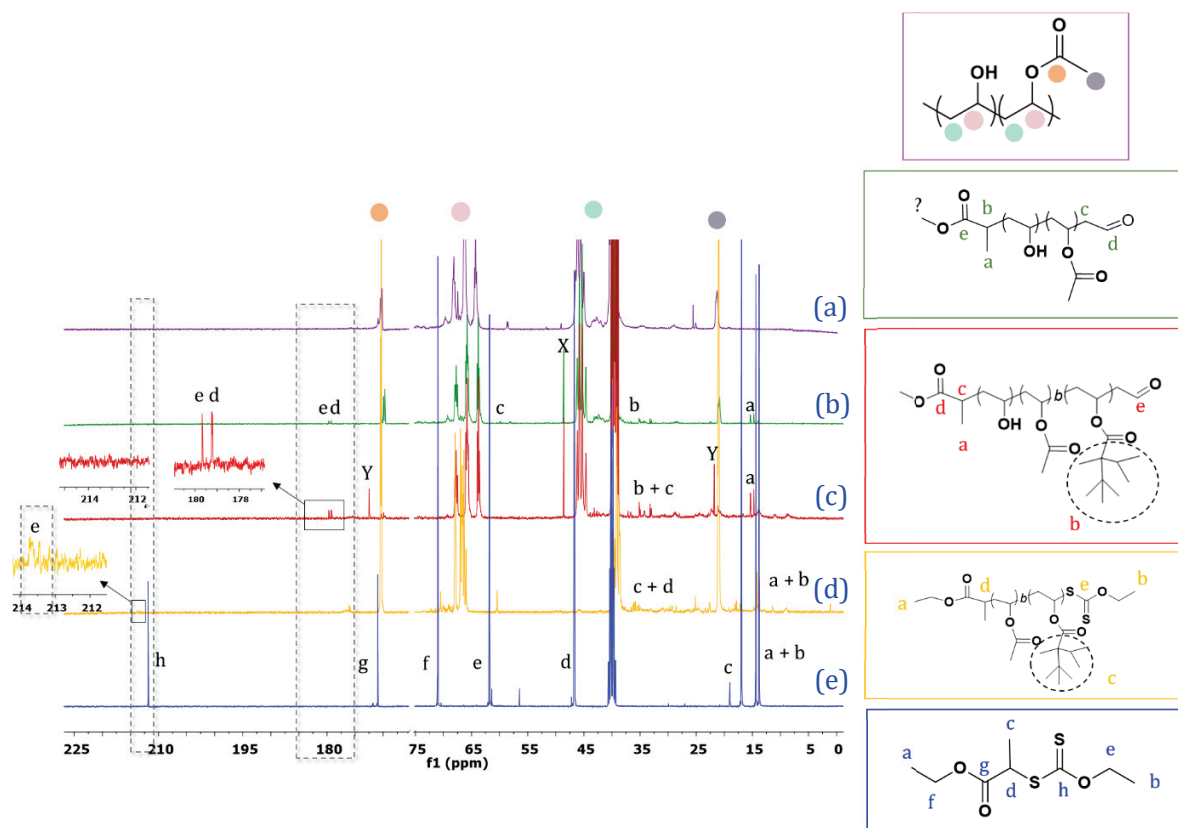 O
OH
O
(a)
?
O
O
e
b
a
OH
c
O
d
O
O
X
e d
e d
c
b
a
(b)
O
O
d
c
a
OH
O
O
b
O
O
e
O
b
214
212
180
178
Y
Y
b + c
a
(c)
e
214
213
212
c + d
a + b
(d)
a
O
O
d
O
O
b
O
O
S
e
O
S
b
c
h
g
f
e
d
c
a + b
(e)
225
210
195
180
75
65
55
45
35
25
15
5
0
f1 (ppm)
c
S
e
a
O
g
O
f
d
S
h
O
b